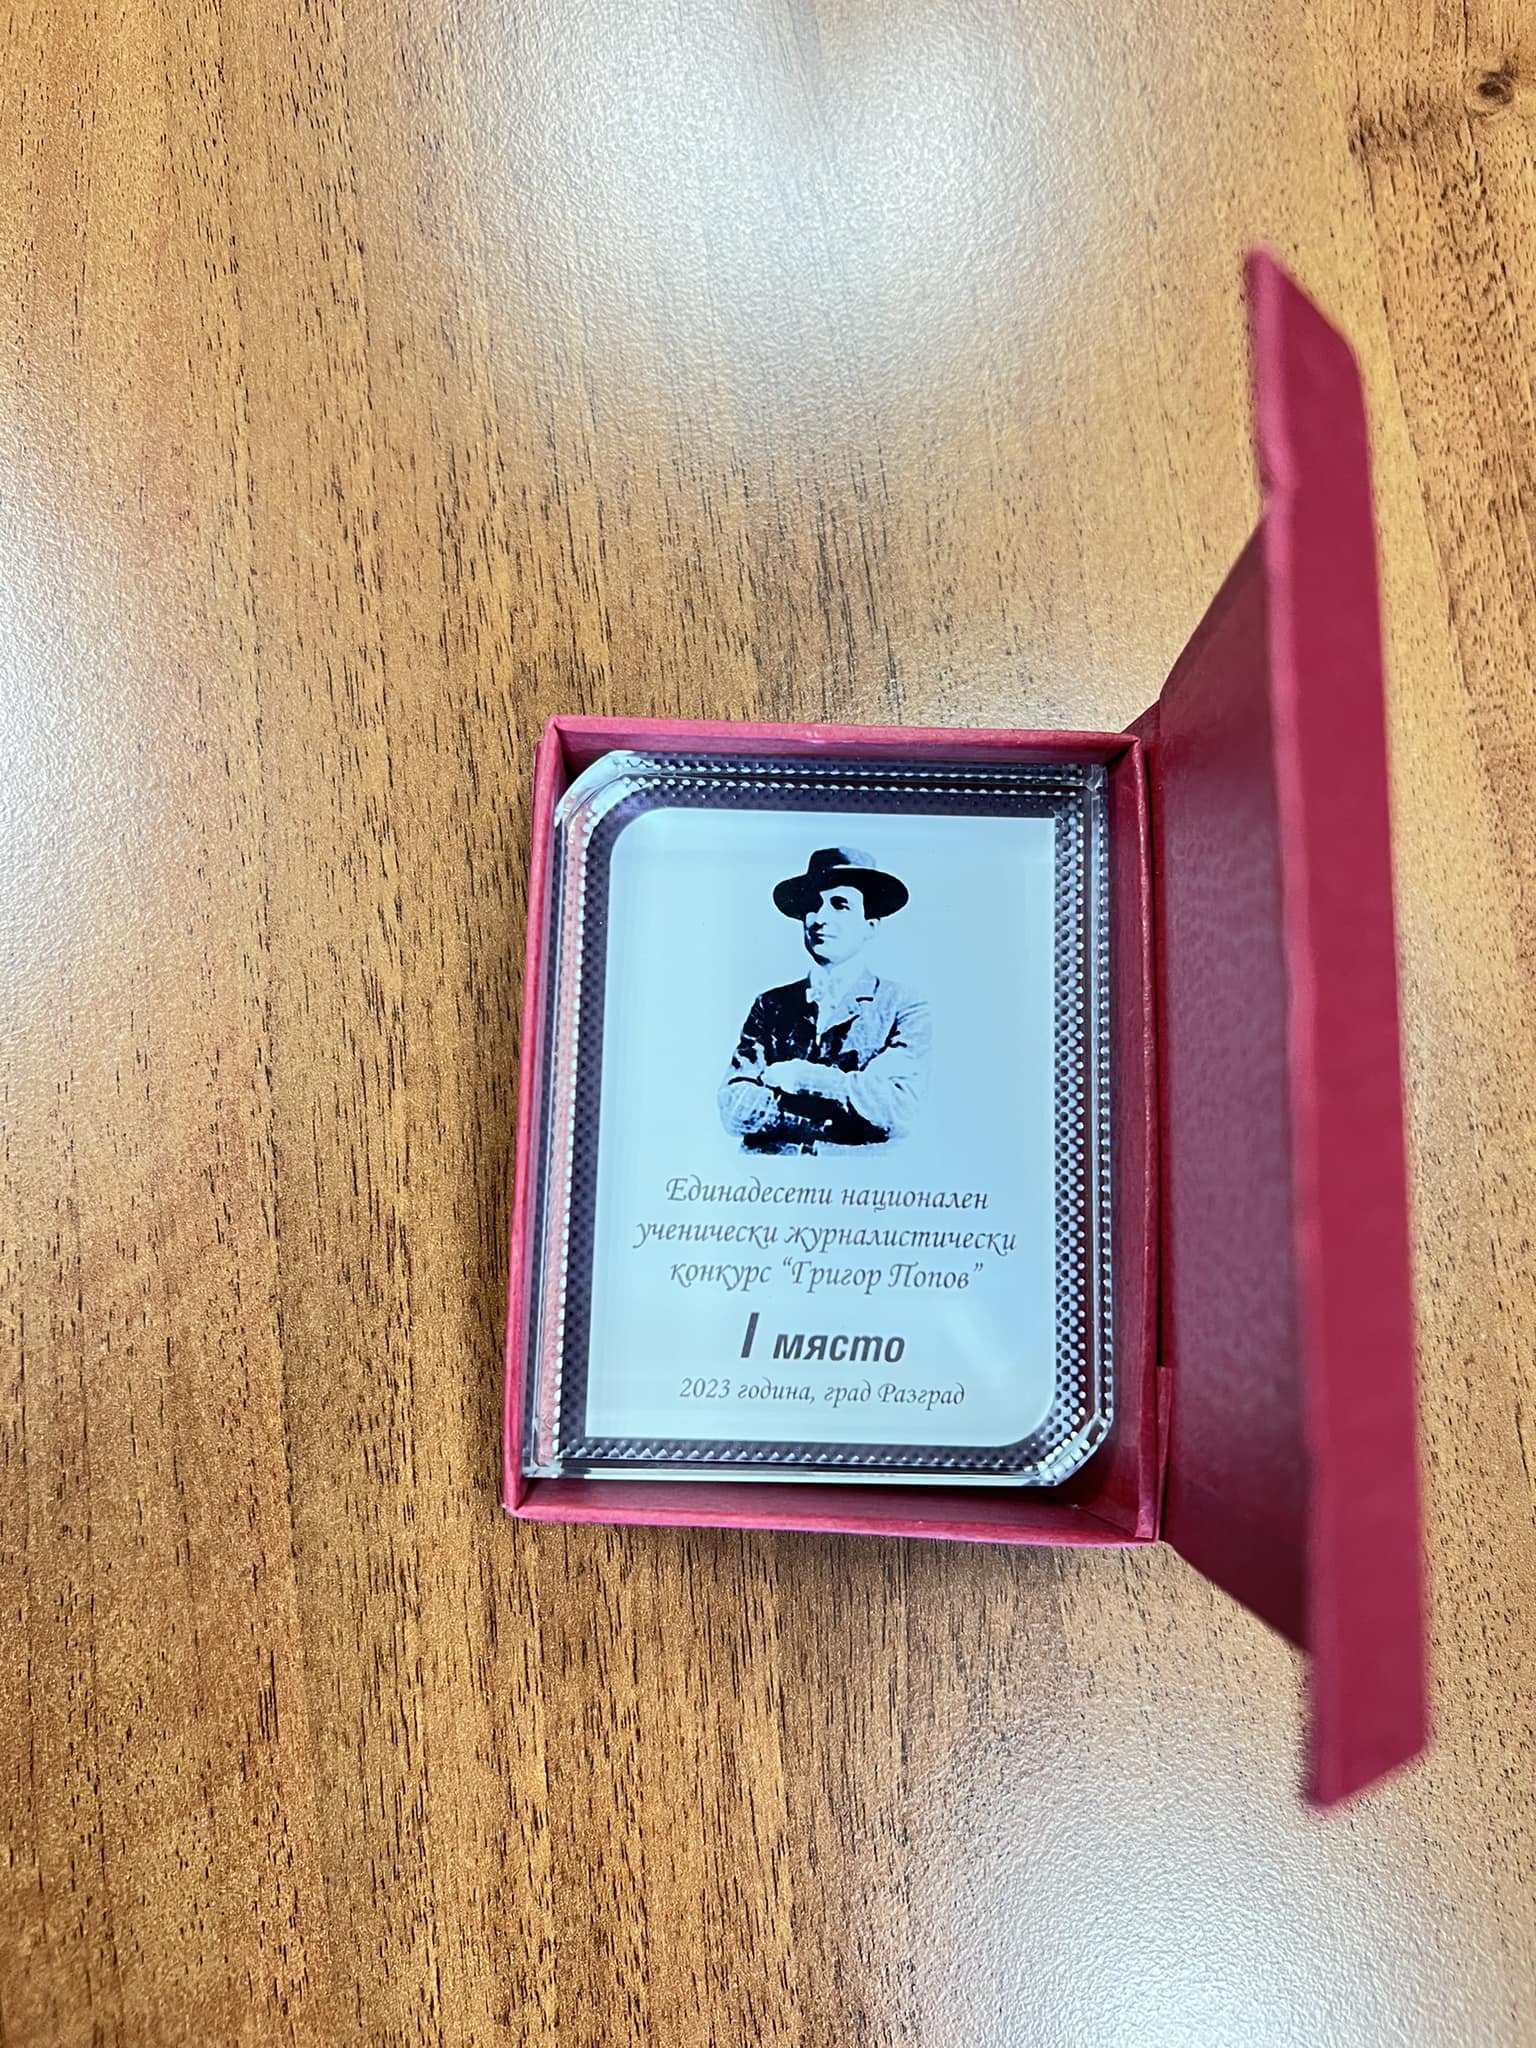 Единадесети национален
ученически журналистически
конкурс “Григор Попов”
I място
2023 година, град Разград